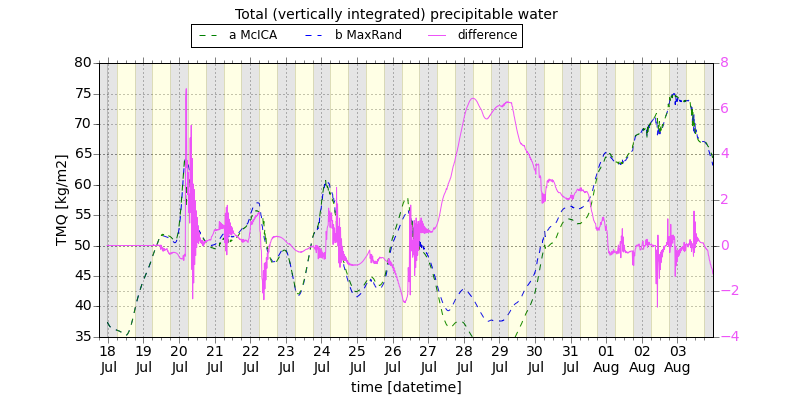 Total (vertically integrated) precipitable water
a McICA b MaxRand difference
80 8
75 6
70
65 4
60 2
55
50 0
45 −2
40
35 −4
TMQ [kg/m2]
18 19 20 21 22 23 24 25 26 27 28 29 30 31 01 02 03
Jul Jul Jul Jul Jul Jul Jul Jul Jul Jul Jul Jul Jul Jul Aug Aug Aug
time [datetime]